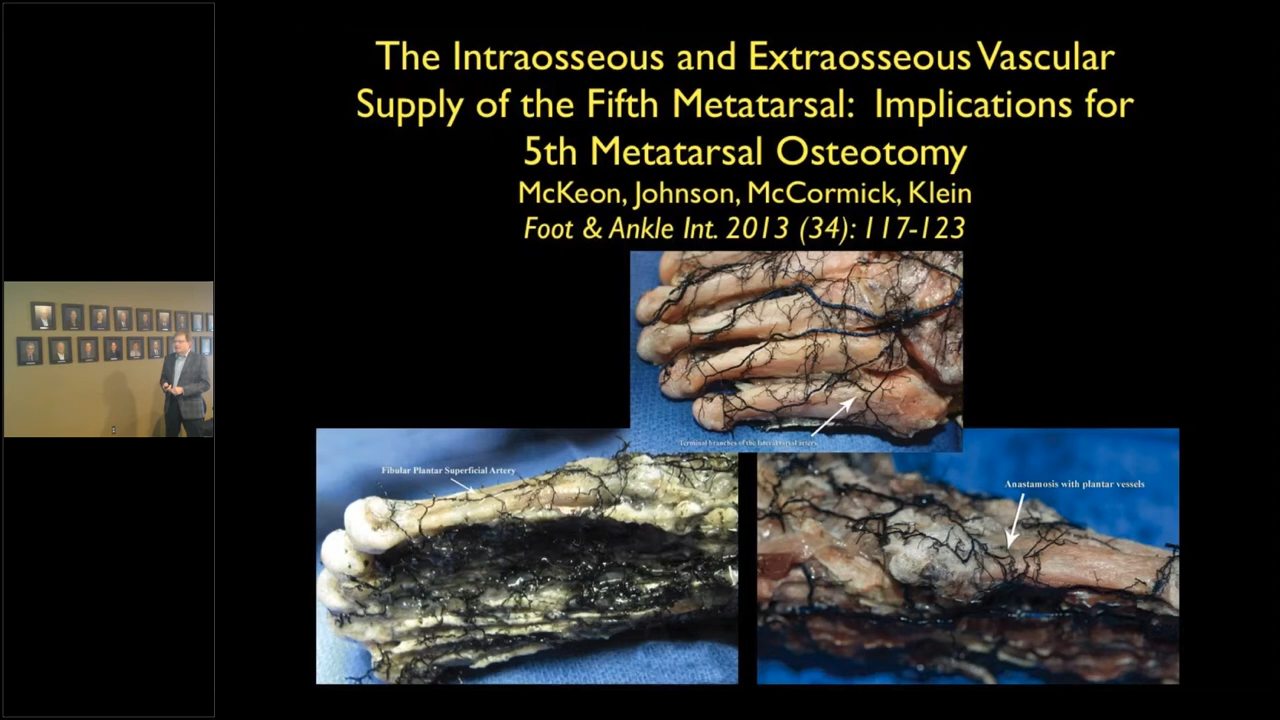 The Intraosseous and Extraosseous Vascular
Supply of the Fifth Metatarsal: Implications for
5th Metatarsal Osteotomy
McKeon, Johnson, McCormick, Klein
Foot & Ankle Int. 2013 (34): 117-123
Terminal branches of the lateral tarsal artery
Fibular Plantar Superficial Artery
Anastamosis with plantar vessels